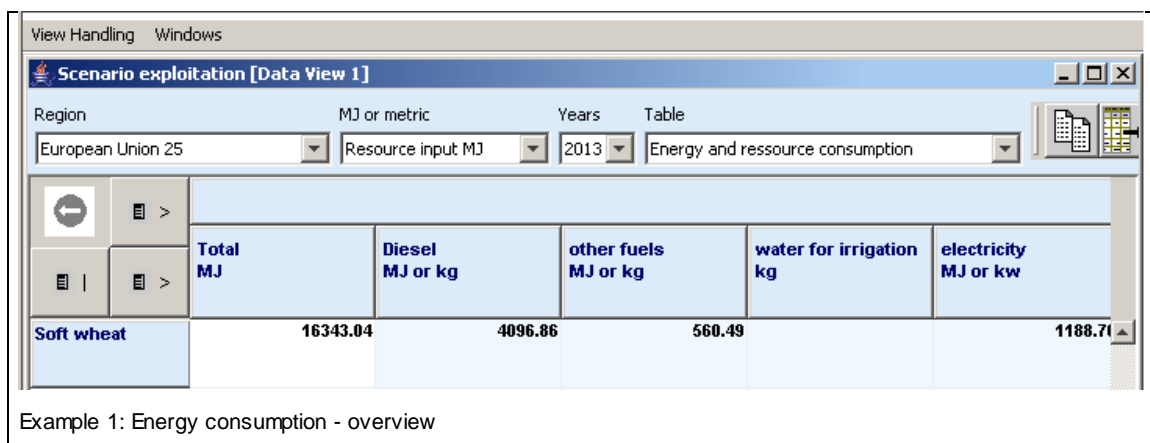 View Handling Windows
Scenario exploitation [Data View 1]
Region MJ or metric Years Table
European Union 25 Resource input MJ 2013 Energy and ressource consumption
Total Diesel other fuels water for irrigation electricity
MJ MJ or kg MJ or kg kg MJ or kw
Soft wheat 16343.04 4096.86 560.49
Example 1: Energy consumption - overview